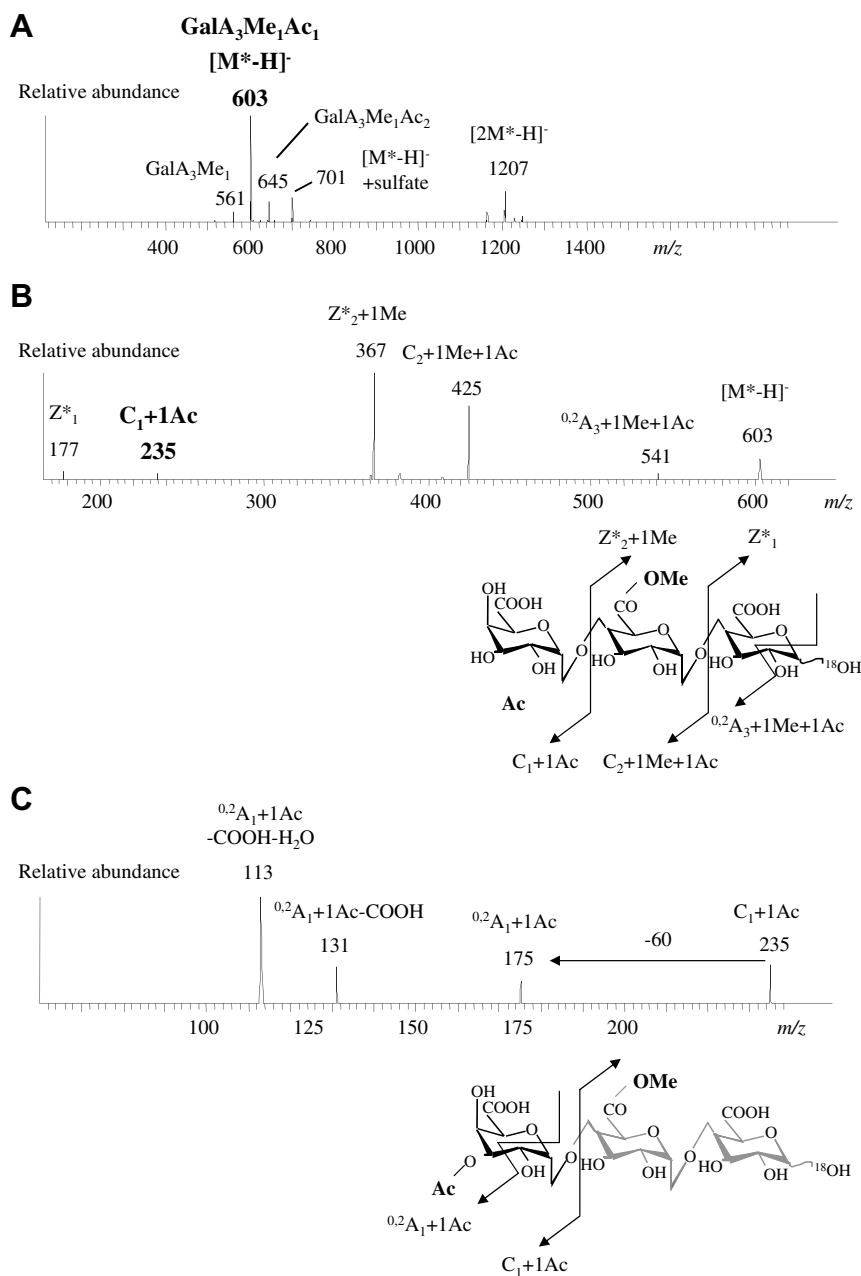 A
GalA₃Me₁Ac₁
[M*-H]⁻
Relative abundance
603
GalA₃Me₁Ac₂
[2M*-H]⁻
GalA₃Me₁
[M*-H]⁻
+sulfate
561
645
701
1207
400 600 800 1000 1200 1400 m/z
B
Z*₂+1Me
Relative abundance
367
C₂+1Me+1Ac
425
Z*₁
C₁+1Ac
⁰,²A₃+1Me+1Ac
[M*-H]⁻
177
235
541
603
200 300 400 500 600 m/z
Z*₂+1Me
Z*₁
OMe
OH
COOH
CO
COOH
O
O
O
HO
OH
O
HO
OH
O
HO
OH
¹⁸OH
Ac
⁰,²A₃+1Me+1Ac
C₁+1Ac
C₂+1Me+1Ac
C
⁰,²A₁+1Ac
-COOH-H₂O
Relative abundance
113
⁰,²A₁+1Ac-COOH
131
⁰,²A₁+1Ac
175
-60
C₁+1Ac
235
100 125 150 175 200 m/z
OMe
OH
COOH
CO
COOH
O
O
O
O
OH
O
HO
OH
O
HO
OH
¹⁸OH
Ac
⁰,²A₁+1Ac
C₁+1Ac